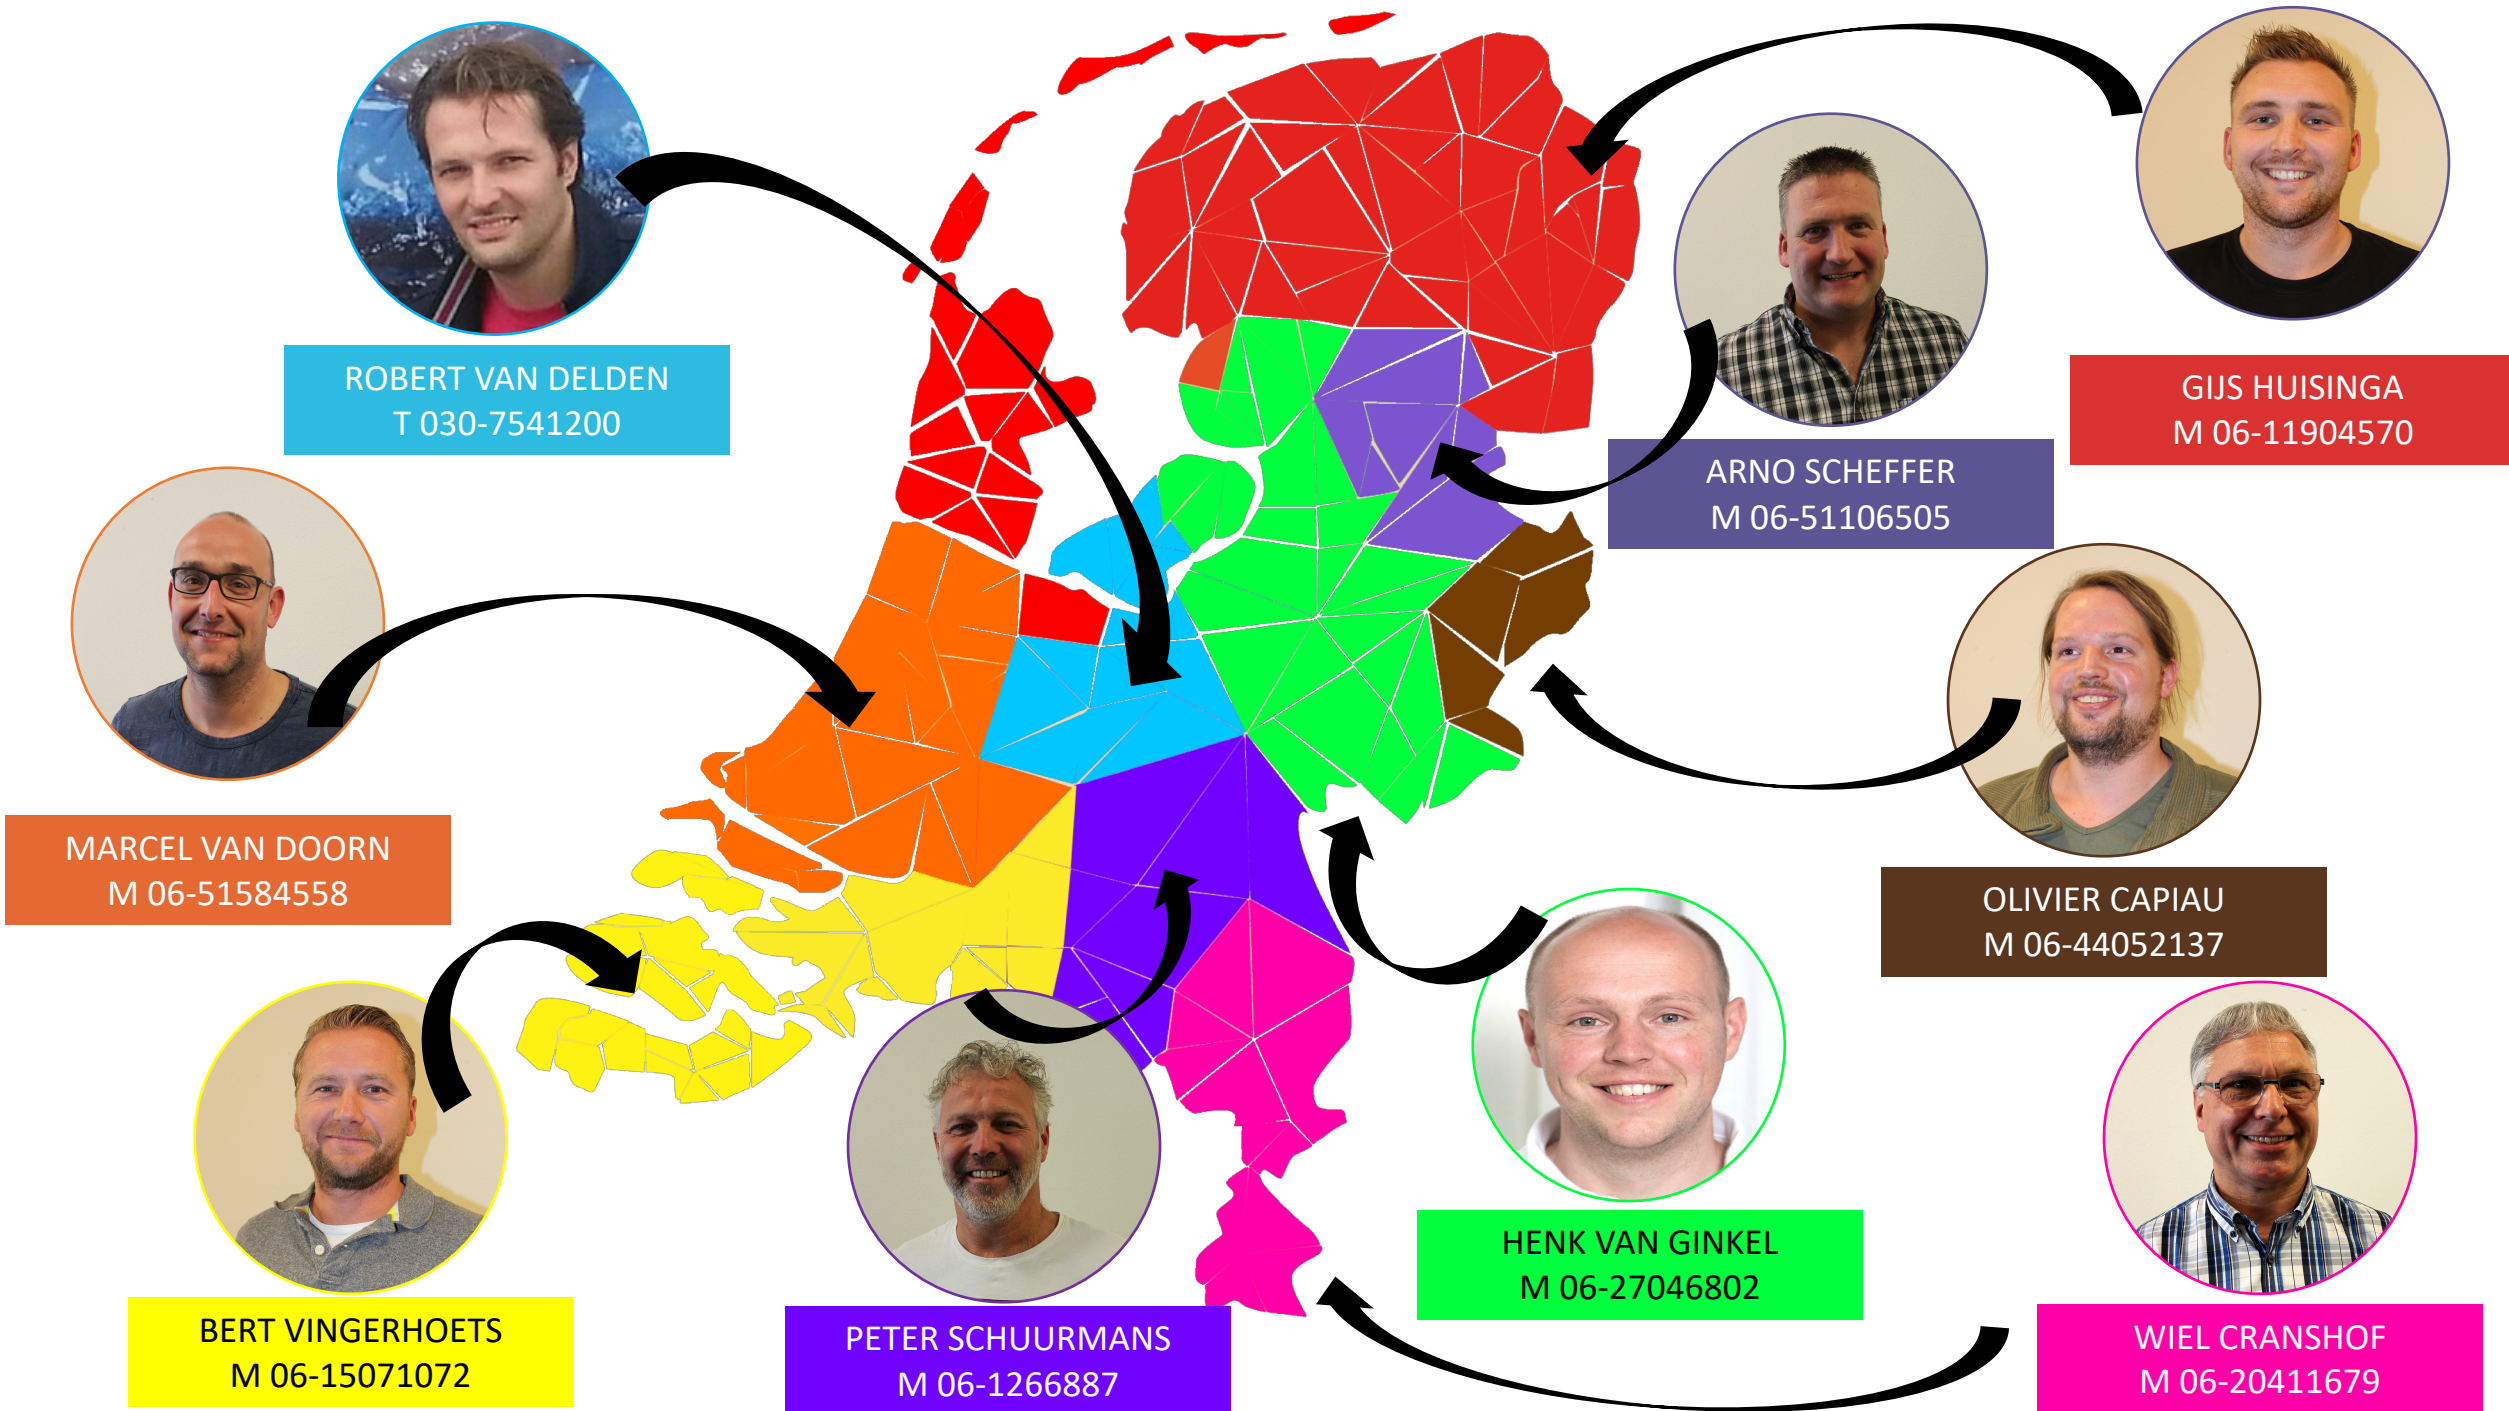 ROBERT VAN DELDEN
T 030-7541200
GIJS HUISINGA
M 06-11904570
ARNO SCHEFFER
M 06-51106505
MARCEL VAN DOORN
M 06-51584558
OLIVIER CAPIAU
M 06-44052137
HENK VAN GINKEL
M 06-27046802
BERT VINGERHOETS
M 06-15071072
PETER SCHUURMANS
M 06-1266887
WIEL CRANSHOF
M 06-20411679